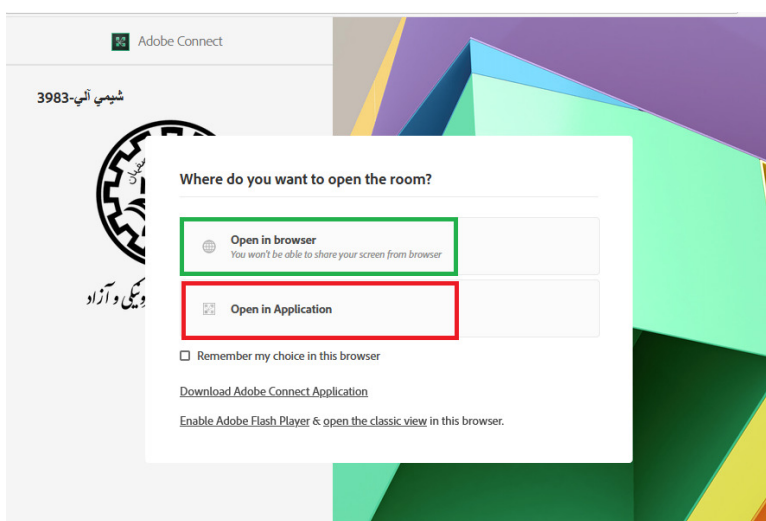 Adobe Connect
شيمي آلي-3983
Where do you want to open the room?
Open in browser
You won't be able to share your screen from browser
Open in Application
Remember my choice in this browser
Download Adobe Connect Application
Enable Adobe Flash Player & open the classic view in this browser.
و آزاد